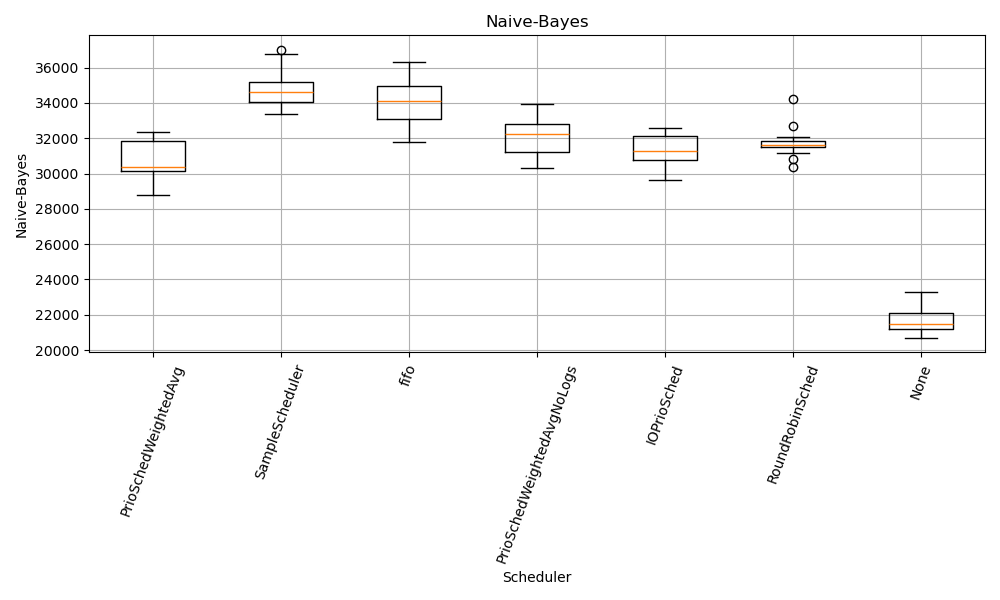 Naive-Bayes
Naive-Bayes
36000
34000
32000
30000
28000
26000
24000
22000
20000
PrioSchedWeightedAvg
SampleScheduler
fifo
PrioSchedWeightedAvgNoLogs
IOPrioSched
RoundRobinSched
None
Scheduler